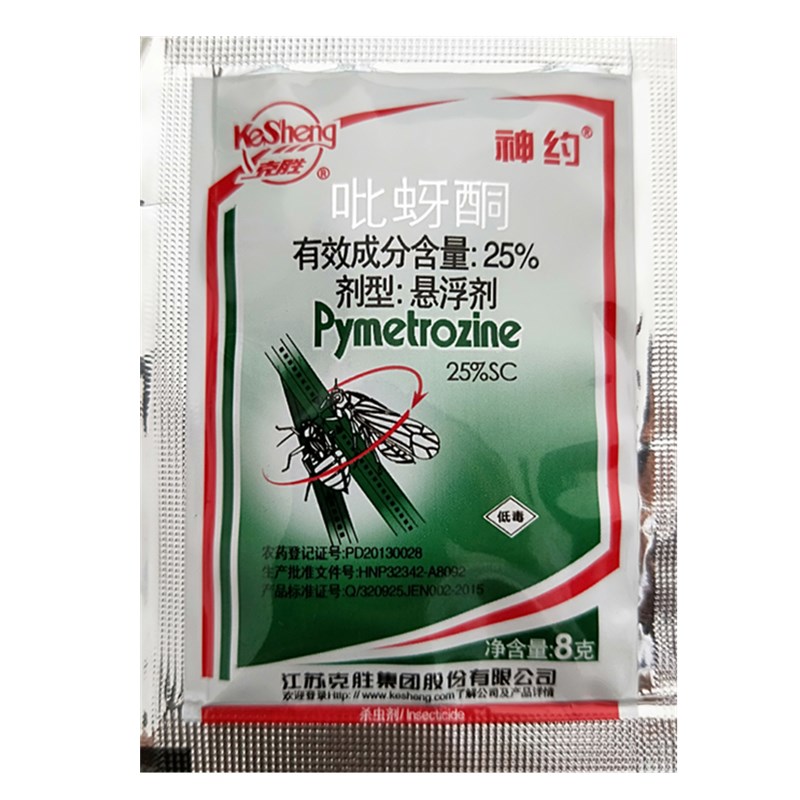 KeSheng
克胜®
神约®
吡蚜酮
有效成分含量: 25%
剂型: 悬浮剂
Pymetrozine
25%SC
低毒
农药登记证号:PD20130028
生产批准文件号:HNP32342-A8092
产品标准证号:Q/320925JEN002-2015
净含量:8克
江苏克胜集团股份有限公司
欢迎登录Http://www.kesheng.com了解公司及产品详情
杀虫剂/Insecticide